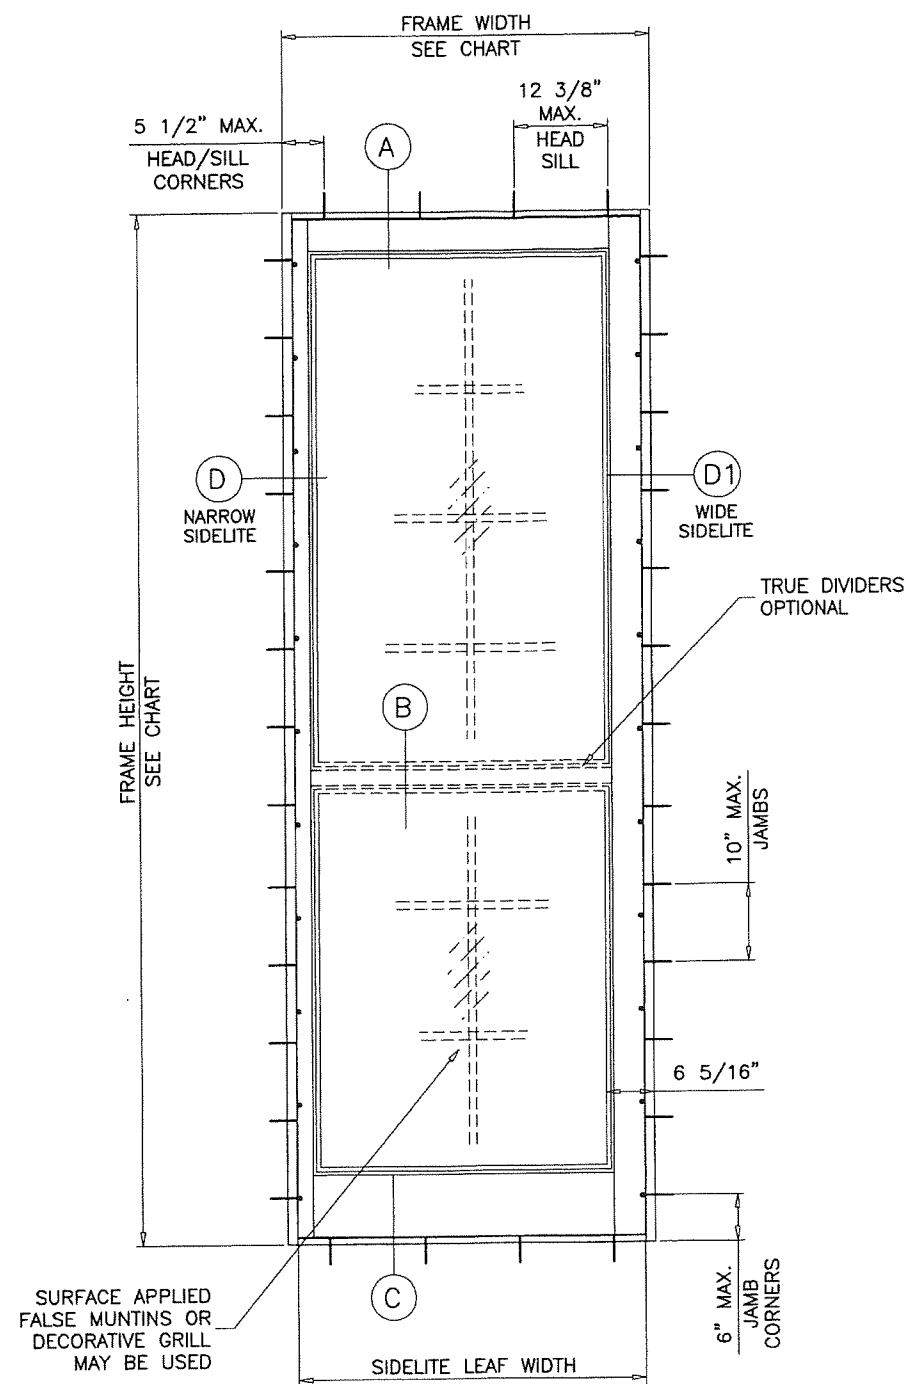 FRAME WIDTH
SEE CHART
12 3/8" MAX.
HEAD
SILL
5 1/2" MAX.
HEAD/SILL
CORNERS
A
D
NARROW
SIDELITE
D1
WIDE
SIDELITE
TRUE DIVIDERS
OPTIONAL
FRAME HEIGHT
SEE CHART
B
10" MAX.
JAMBS
6 5/16"
6" MAX.
JAMB
CORNERS
C
SURFACE APPLIED
FALSE MUNTINS OR
DECORATIVE GRILL
MAY BE USED
SIDELITE LEAF WIDTH